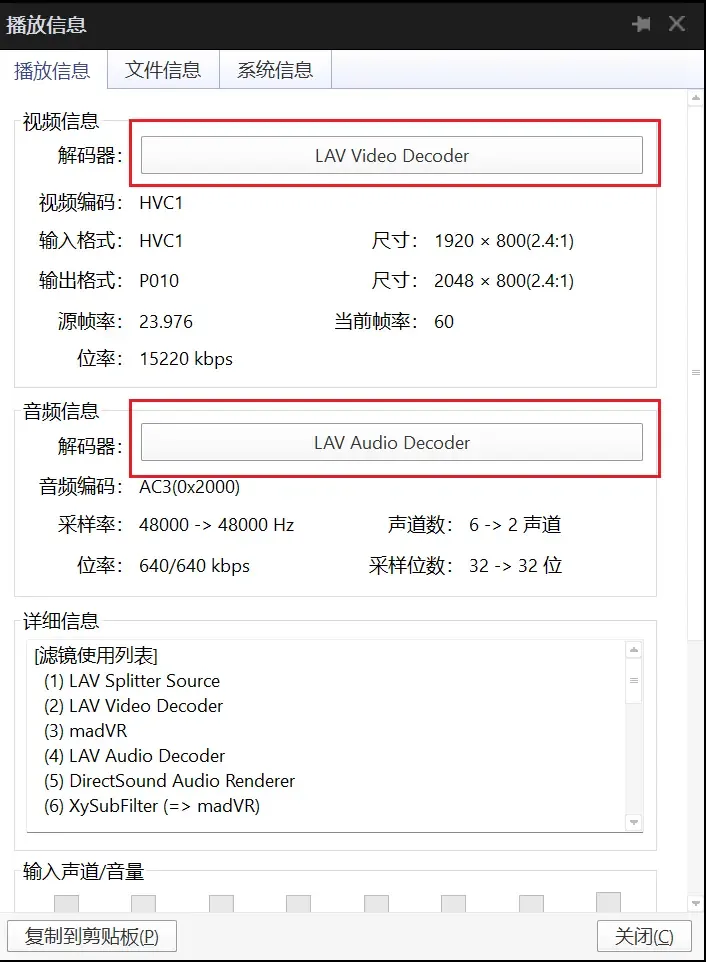 播放信息
播放信息 文件信息 系统信息
视频信息
解码器: LAV Video Decoder
视频编码: HVC1
输入格式: HVC1 尺寸: 1920 × 800(2.4:1)
输出格式: P010 尺寸: 2048 × 800(2.4:1)
源帧率: 23.976 当前帧率: 60
位率: 15220 kbps
音频信息
解码器: LAV Audio Decoder
音频编码: AC3(0x2000)
采样率: 48000 -> 48000 Hz 声道数: 6 -> 2 声道
位率: 640/640 kbps 采样位数: 32 -> 32 位
详细信息
[滤镜使用列表]
(1) LAV Splitter Source
(2) LAV Video Decoder
(3) madVR
(4) LAV Audio Decoder
(5) DirectSound Audio Renderer
(6) XySubFilter (=> madVR)
输入声道/音量
复制到剪贴板(P) 关闭(C)